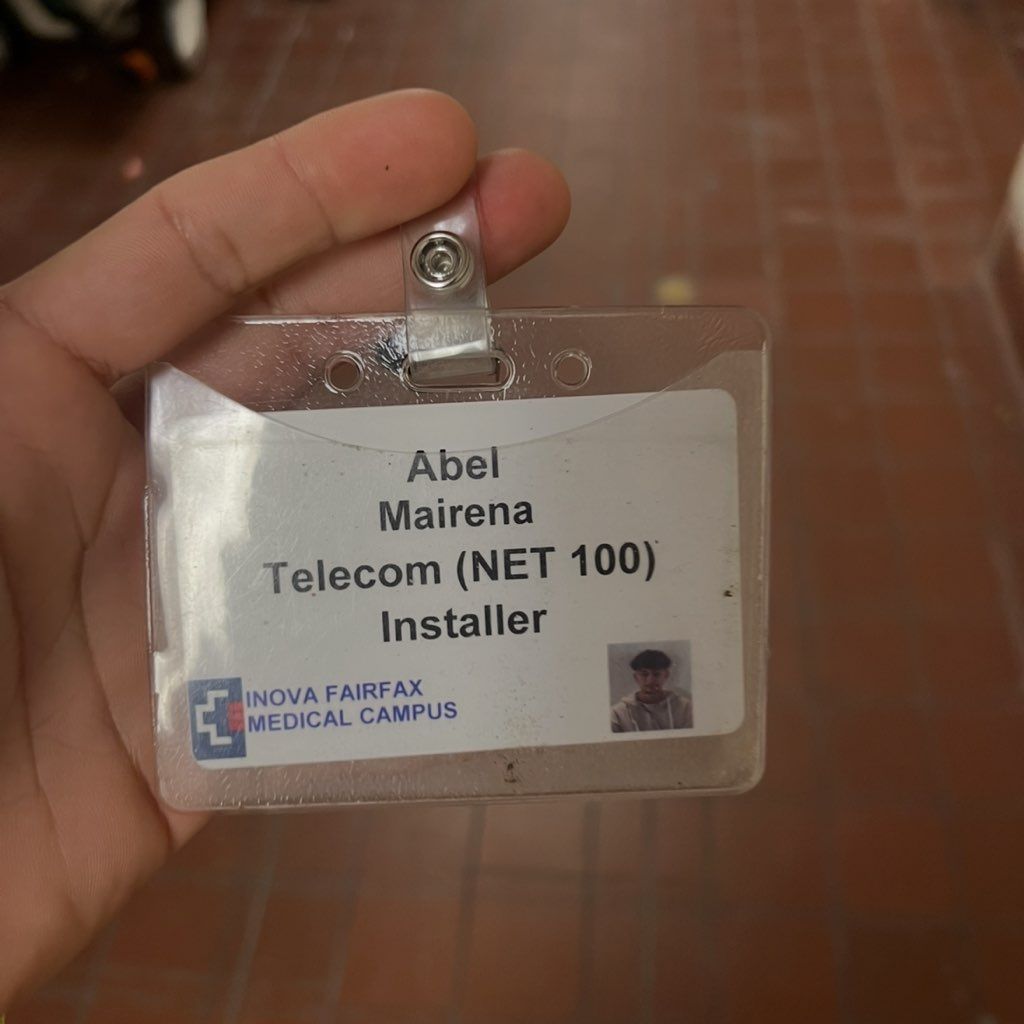 Abel
Mairena
Telecom (NET 100)
Installer
INOVA FAIRFAX
MEDICAL CAMPUS